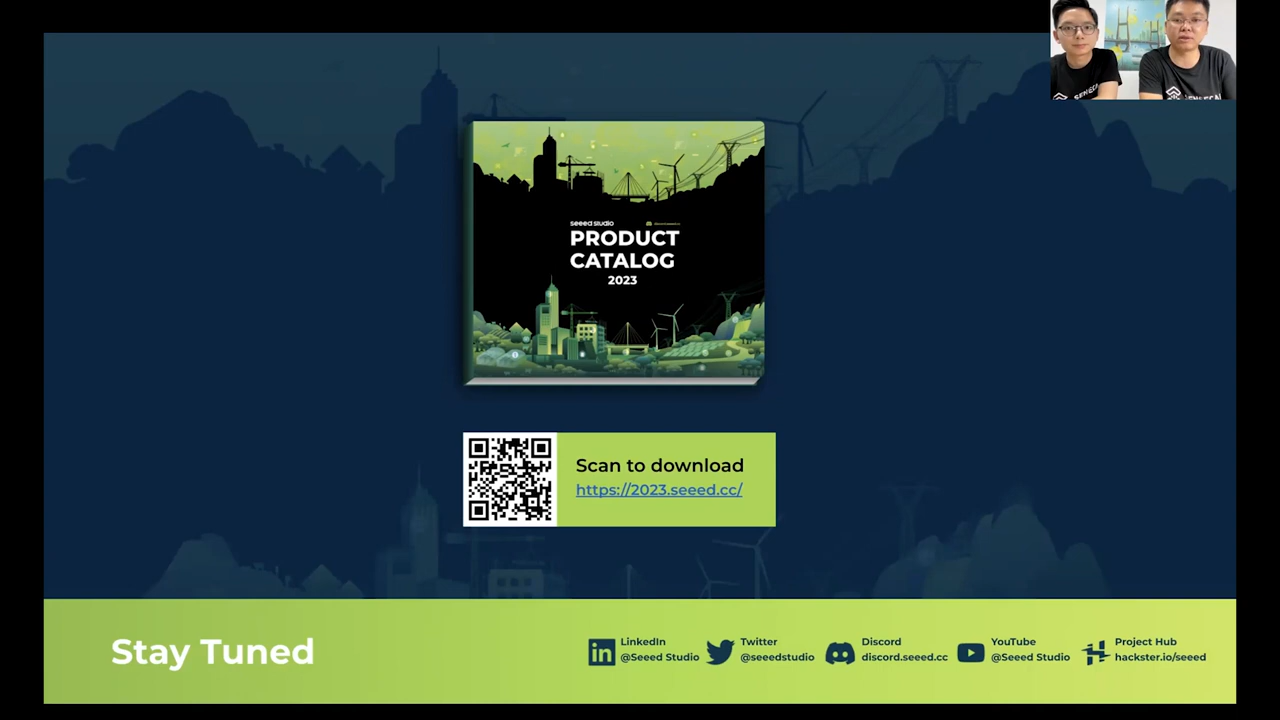 seeed studio
PRODUCT
CATALOG
2023
Scan to download
https://2023.seeed.cc/
Stay Tuned
LinkedIn
@Seeed Studio
Twitter
@seeedstudio
Discord
discord.seeed.cc
YouTube
@Seeed Studio
Project Hub
hackster.io/seeed